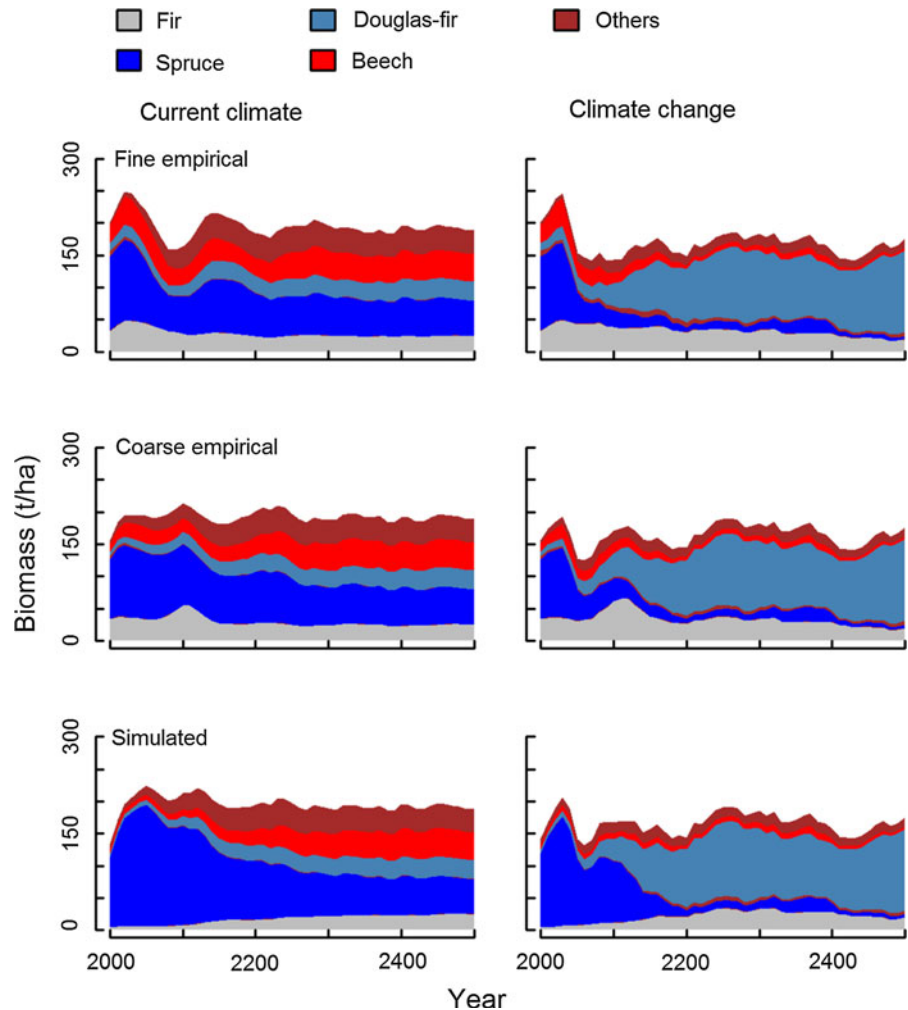 Fir
Douglas-fir
Others
Spruce
Beech
Current climate
Climate change
Fine empirical
300
150
0
Coarse empirical
300
150
0
Biomass (t/ha)
Simulated
300
150
0
2000
2200
2400
2000
2200
2400
Year